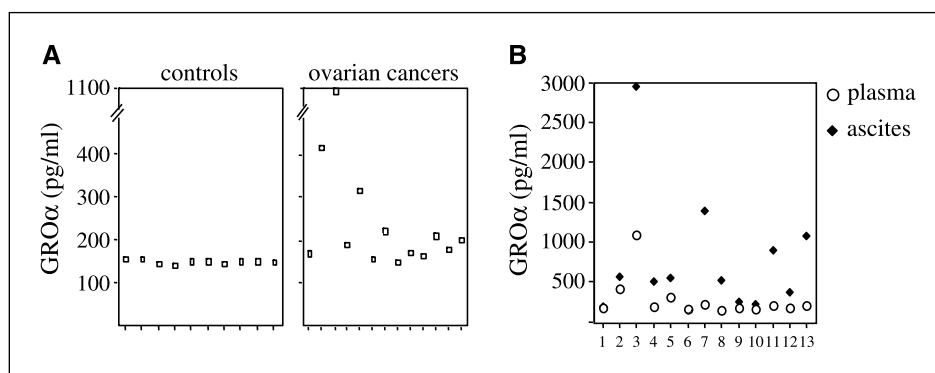 A
controls
ovarian cancers
1100
400
300
200
100
GROα (pg/ml)
B
3000
2500
2000
1500
1000
500
GROα (pg/ml)
1 2 3 4 5 6 7 8 9 10 11 12 13
plasma
ascites